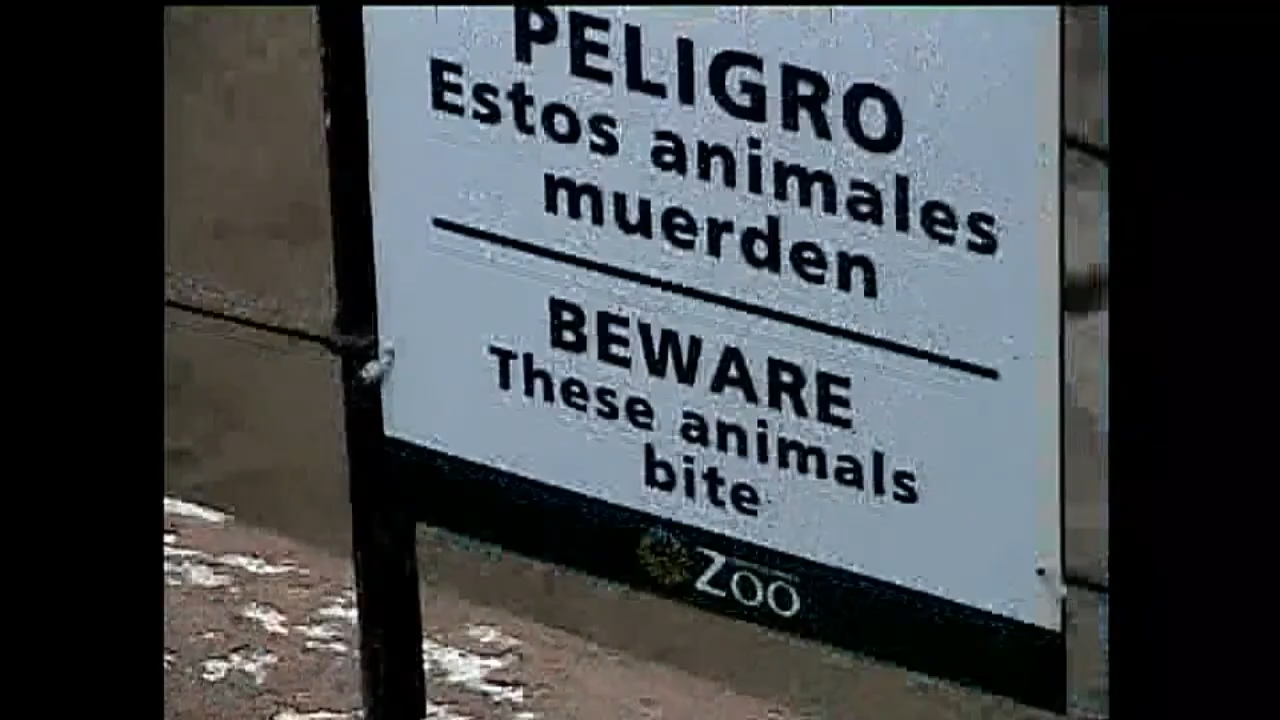 PELIGRO
Estos animales
muerden
BEWARE
These animals
bite
ZOO